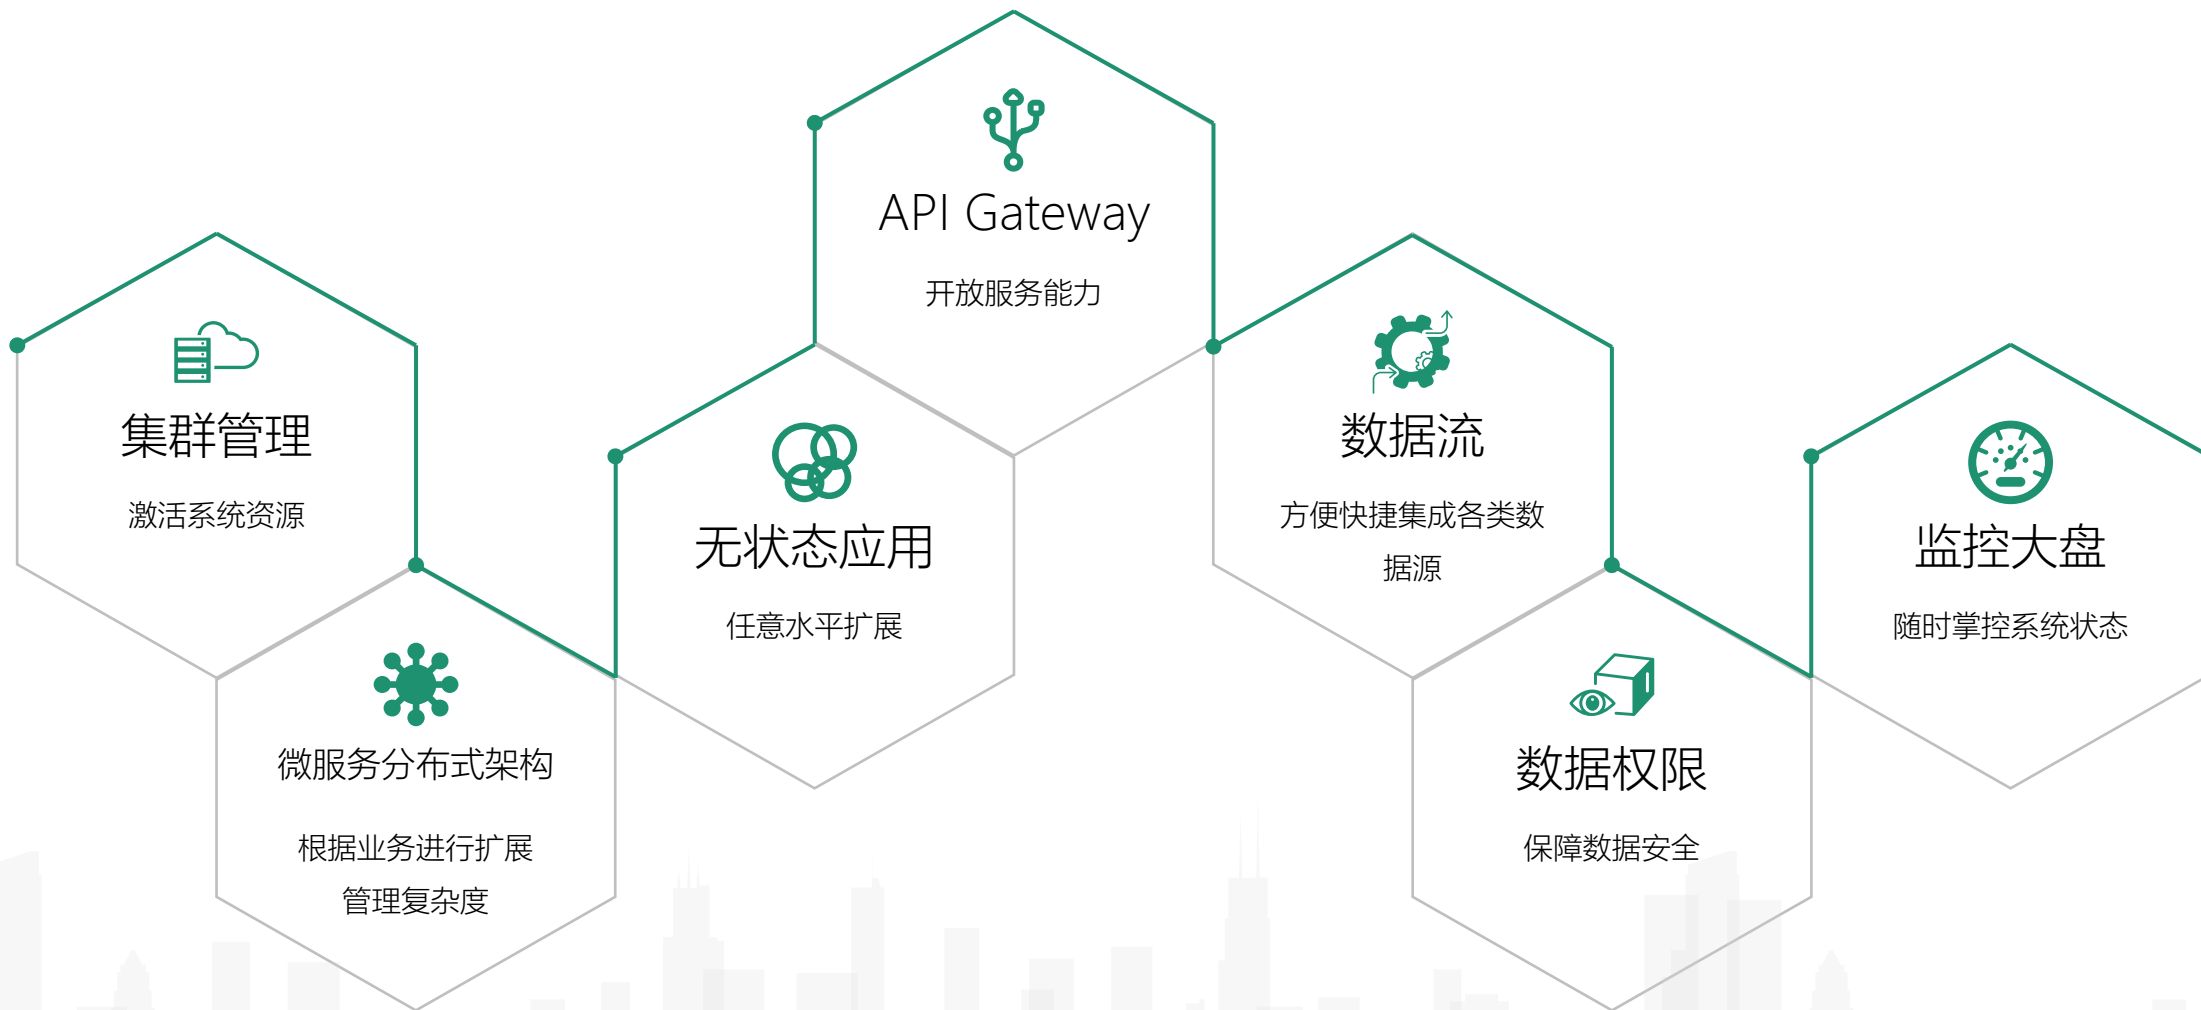 集群管理
激活系统资源
微服务分布式架构
根据业务进行扩展
管理复杂度
无状态应用
任意水平扩展
API Gateway
开放服务能力
数据流
方便快捷集成各类数
据源
数据权限
保障数据安全
监控大盘
随时掌控系统状态